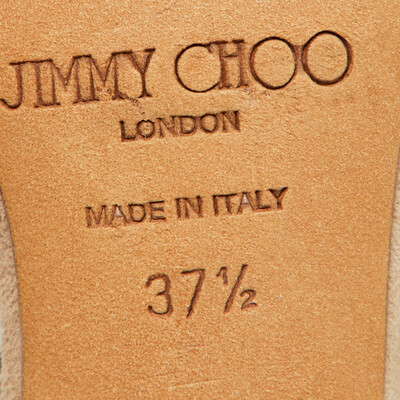 JIMMY CHOO
LONDON
MADE IN ITALY
37½